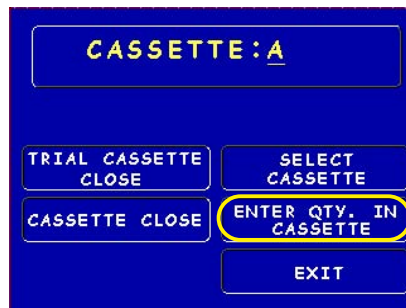 CASSETTE:A
TRIAL CASSETTE
CLOSE
SELECT
CASSETTE
CASSETTE CLOSE
ENTER QTY. IN
CASSETTE
EXIT